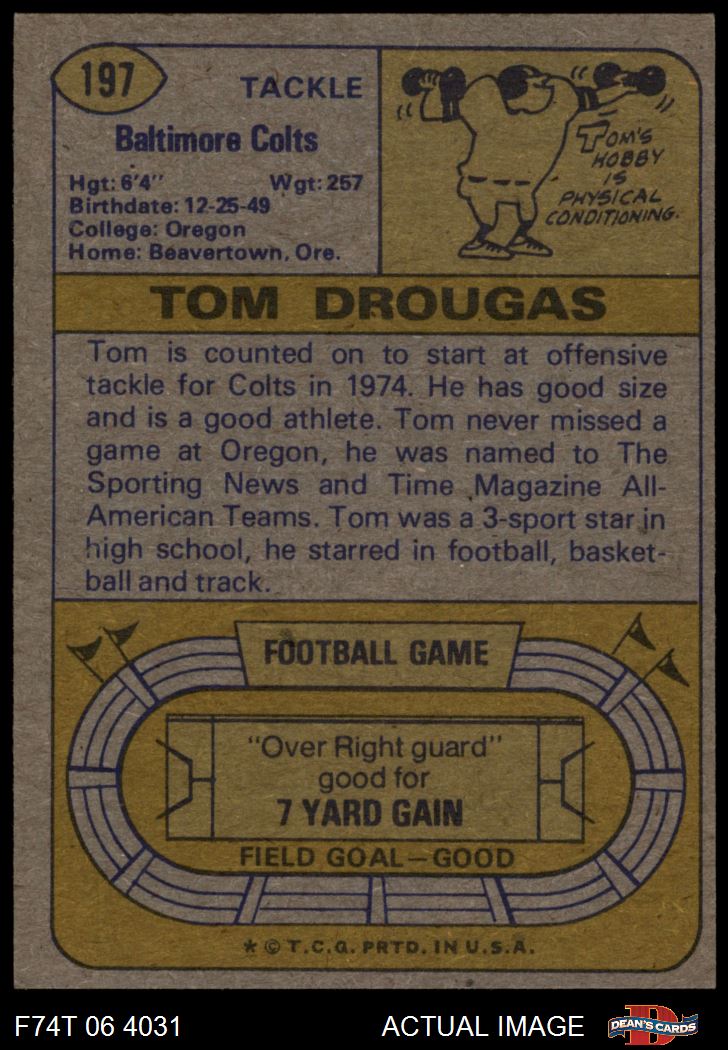 197
TACKLE
Baltimore Colts
Hgt: 6'4" Wgt: 257
Birthdate: 12-25-49
College: Oregon
Home: Beavertown, Ore.
TOM'S
HOBBY
IS
PHYSICAL
CONDITIONING.
TOM DROUGAS
Tom is counted on to start at offensive
tackle for Colts in 1974. He has good size
and is a good athlete. Tom never missed a
game at Oregon, he was named to The
Sporting News and Time Magazine All-
American Teams. Tom was a 3-sport star in
high school, he starred in football, basket-
ball and track.
FOOTBALL GAME
"Over Right guard"
good for
7 YARD GAIN
FIELD GOAL—GOOD
* © T.C.G. PRTD. IN U.S.A.
F74T 06 4031 ACTUAL IMAGE DEAN'S CARDS